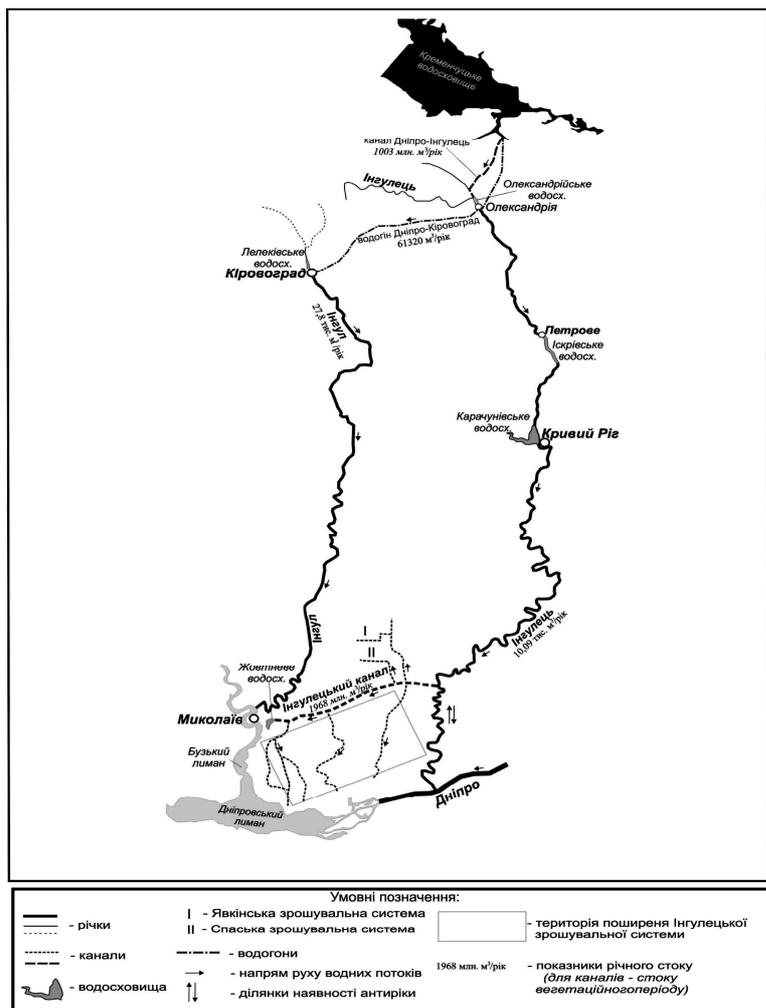 Кременчуцьке
водосховище
канал Дніпро-Інгулець
1003 млн. м³/рік
Інгулець
Олександрійське
водосх.
Олександрія
водогін Дніпро-Кіровоград
61320 м³/рік
Лелеківське
водосх.
Кіровоград
Інгул
27,8 тис. м³/рік
Петрове
Іскрівське
водосх.
Карачунівське
водосх.
Кривий Ріг
Інгул
Інгулець
10,09 тис. м³/рік
I
II
Жовтневе
водосх.
Інгулецький канал
1968 млн. м³/рік
Миколаїв
Бузький
лиман
Дніпро
Дніпровський
лиман
Умовні позначення:
- річки
- канали
- водосховища
I - Явкінська зрошувальна система
II - Спаська зрошувальна система
- водогони
- напрям руху водних потоків
- ділянки наявності антиріки
- територія поширеня Інгулецької
зрошувальної системи
1968 млн. м³/рік - показники річного стоку
(для каналів - стоку
вегетаційногоперіоду)